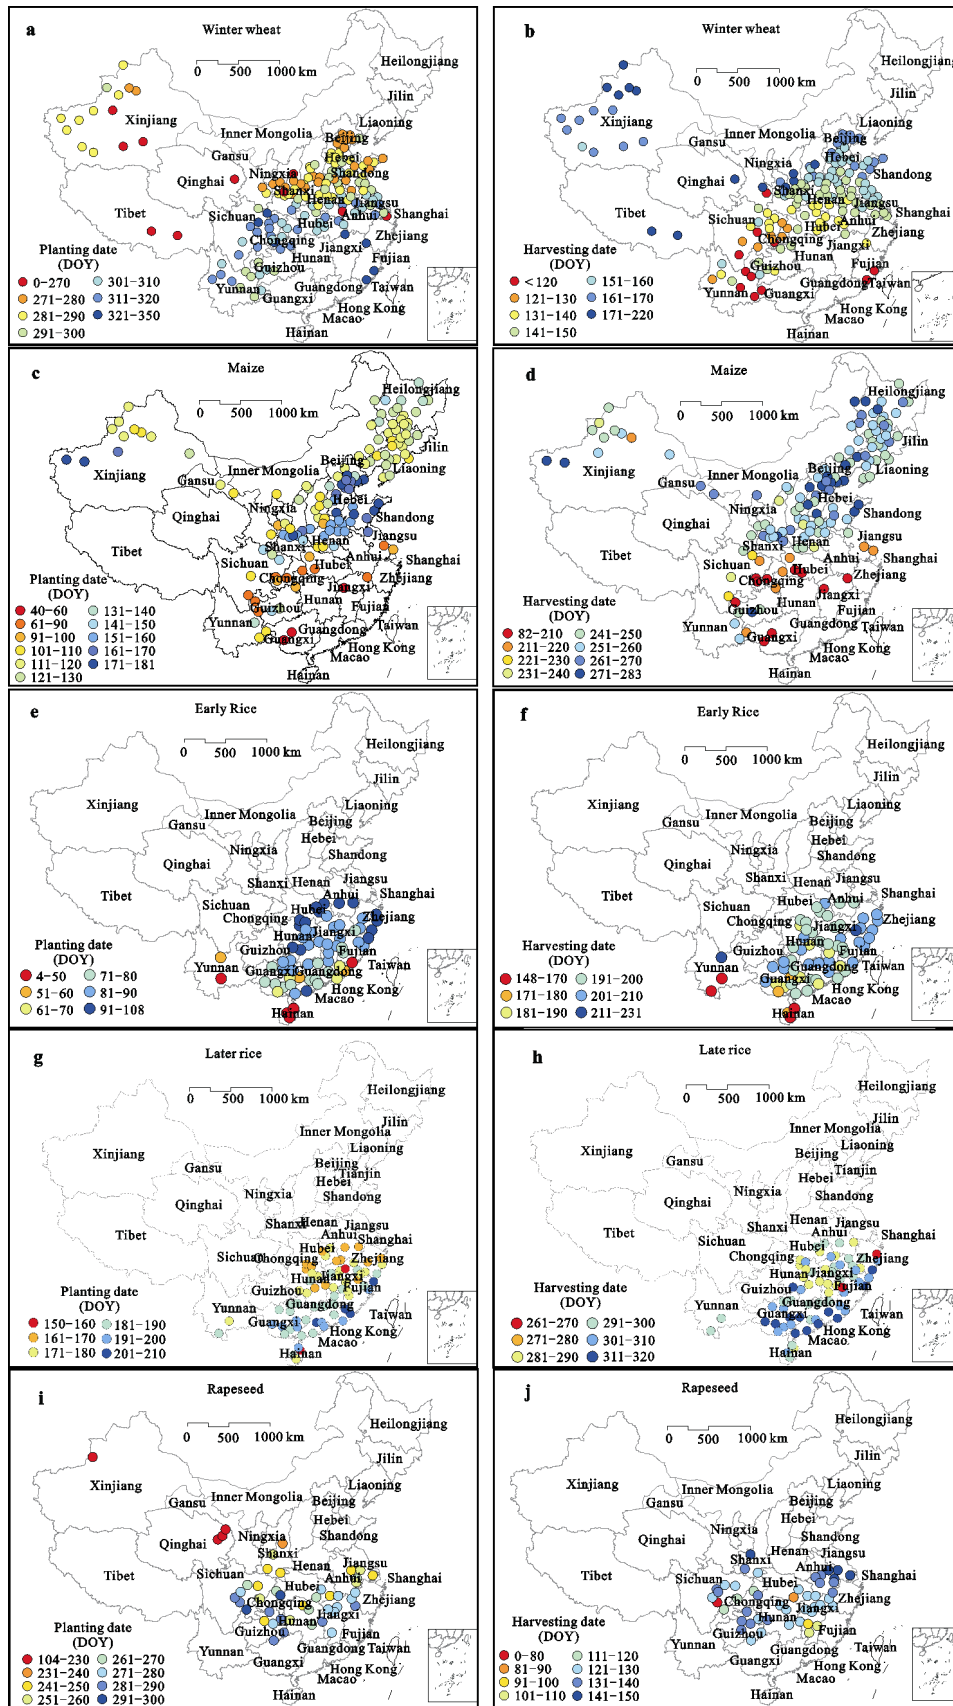 a
Winter wheat
0 500 1000 km
Heilongjiang
Jilin
Liaoning
Xinjiang
Inner Mongolia
Beijing
Gansu
Hebei
Qinghai
Ningxia
Shandong
Shanxi
Henan
Tibet
Jiangsu
Sichuan
Anhui
Shanghai
Hubei
Zhejiang
Chongqing
Jiangxi
Hunan
Fujian
Guizhou
Guangdong
Taiwan
Yunnan
Guangxi
Hong Kong
Macao
Hainan
Planting date
(DOY)
0−270 301−310
271−280 311−320
281−290 321−350
291−300
b
Winter wheat
0 500 1000 km
Heilongjiang
Jilin
Liaoning
Xinjiang
Inner Mongolia
Beijing
Gansu
Hebei
Ningxia
Qinghai
Shandong
Shanxi
Henan
Jiangsu
Tibet
Sichuan
Anhui
Shanghai
Hubei
Zhejiang
Chongqing
Jiangxi
Hunan
Fujian
Guizhou
Guangdong
Taiwan
Yunnan
Guangxi
Hong Kong
Macao
Hainan
Harvesting date
(DOY)
<120 151−160
121−130 161−170
131−140 171−220
141−150
c
Maize
0 500 1000 km
Heilongjiang
Jilin
Liaoning
Beijing
Inner Mongolia
Xinjiang
Gansu
Hebei
Ningxia
Qinghai
Shandong
Jiangsu
Henan
Shanxi
Tibet
Anhui
Shanghai
Sichuan
Hubei
Chongqing
Zhejiang
Jiangxi
Hunan
Fujian
Guizhou
Yunnan
Guangdong
Taiwan
Guangxi
Hong Kong
Macao
Hainan
Planting date
(DOY)
40−60 131−140
61−90 141−150
91−100 151−160
101−110 161−170
111−120 171−181
121−130
d
Maize
0 500 1000 km
Heilongjiang
Jilin
Liaoning
Beijing
Inner Mongolia
Xinjiang
Gansu
Hebei
Ningxia
Shandong
Qinghai
Jiangsu
Henan
Shanxi
Tibet
Anhui
Shanghai
Sichuan
Hubei
Chongqing
Zhejiang
Jiangxi
Hunan
Fujian
Guizhou
Yunnan
Guangdong
Taiwan
Guangxi
Hong Kong
Macao
Hainan
Harvesting date
(DOY)
82−210 241−250
211−220 251−260
221−230 261−270
231−240 271−283
e
Early Rice
0 500 1000 km
Heilongjiang
Jilin
Xinjiang
Liaoning
Inner Mongolia
Gansu
Beijing
Hebei
Ningxia
Qinghai
Shandong
Shanxi
Henan
Jiangsu
Tibet
Anhui
Shanghai
Sichuan
Hubei
Chongqing
Zhejiang
Jiangxi
Hunan
Guizhou
Fujian
Yunnan
Guangxi
Guangdong
Taiwan
Hong Kong
Macao
Hainan
Planting date
(DOY)
4−50 71−80
51−60 81−90
61−70 91−108
f
Early Rice
0 500 1000 km
Heilongjiang
Jilin
Xinjiang
Liaoning
Inner Mongolia
Gansu
Beijing
Hebei
Ningxia
Shandong
Qinghai
Shanxi
Henan
Jiangsu
Tibet
Anhui
Shanghai
Sichuan
Hubei
Chongqing
Zhejiang
Jiangxi
Hunan
Guizhou
Fujian
Yunnan
Guangdong
Taiwan
Guangxi
Hong Kong
Macao
Hainan
Harvesting date
(DOY)
148−170 191−200
171−180 201−210
181−190 211−231
g
Later rice
0 500 1000 km
Heilongjiang
Jilin
Inner Mongolia
Liaoning
Xinjiang
Beijing
Gansu
Tianjin
Hebei
Ningxia
Shandong
Qinghai
Shanxi
Henan
Jiangsu
Tibet
Anhui
Shanghai
Hubei
Sichuan
Chongqing
Zhejiang
Hunan
Jiangxi
Guizhou
Fujian
Yunnan
Guangdong
Taiwan
Guangxi
Hong Kong
Macao
Hainan
Planting date
(DOY)
150−160 181−190
161−170 191−200
171−180 201−210
h
Late rice
0 500 1000 km
Heilongjiang
Jilin
Inner Mongolia
Liaoning
Xinjiang
Beijing
Gansu
Tianjin
Hebei
Ningxia
Shandong
Qinghai
Shanxi
Henan
Jiangsu
Tibet
Anhui
Shanghai
Sichuan
Hubei
Chongqing
Zhejiang
Hunan
Jiangxi
Guizhou
Fujian
Yunnan
Guangdong
Taiwan
Guangxi
Hong Kong
Macao
Hainan
Harvesting date
(DOY)
261−270 291−300
271−280 301−310
281−290 311−320
i
Rapeseed
0 500 1000 km
Heilongjiang
Jilin
Xinjiang
Liaoning
Inner Mongolia
Gansu
Beijing
Hebei
Ningxia
Shandong
Qinghai
Shanxi
Henan
Jiangsu
Tibet
Sichuan
Anhui
Shanghai
Hubei
Zhejiang
Chongqing
Jiangxi
Hunan
Guizhou
Fujian
Yunnan
Guangdong
Taiwan
Guangxi
Hong Kong
Macao
Hainan
Planting date
(DOY)
104−230 261−270
231−240 271−280
241−250 281−290
251−260 291−300
j
Rapeseed
0 500 1000 km
Heilongjiang
Jilin
Xinjiang
Liaoning
Inner Mongolia
Gansu
Beijing
Hebei
Ningxia
Shandong
Qinghai
Henan
Jiangsu
Shanxi
Anhui
Tibet
Sichuan
Shanghai
Hubei
Zhejiang
Chongqing
Jiangxi
Hunan
Guizhou
Fujian
Yunnan
Guangdong
Taiwan
Guangxi
Hong Kong
Macao
Hainan
Harvesting date
(DOY)
0−80 111−120
81−90 121−130
91−100 131−140
101−110 141−150